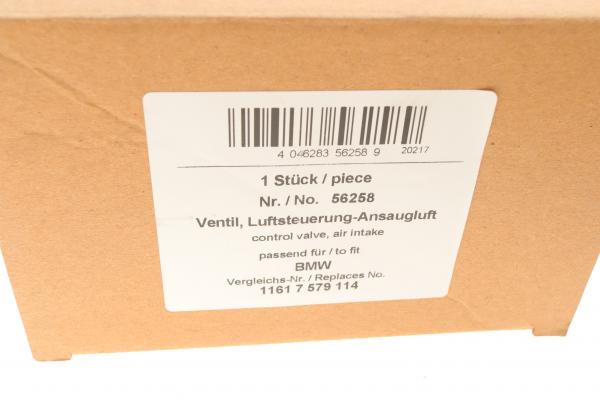 4 046283 56258 9 20217
1 Stück / piece
Nr. / No. 56258
Ventil, Luftsteuerung-Ansaugluft
control valve, air intake
passend für / to fit
BMW
Vergleichs-Nr. / Replaces No.
1161 7 579 114